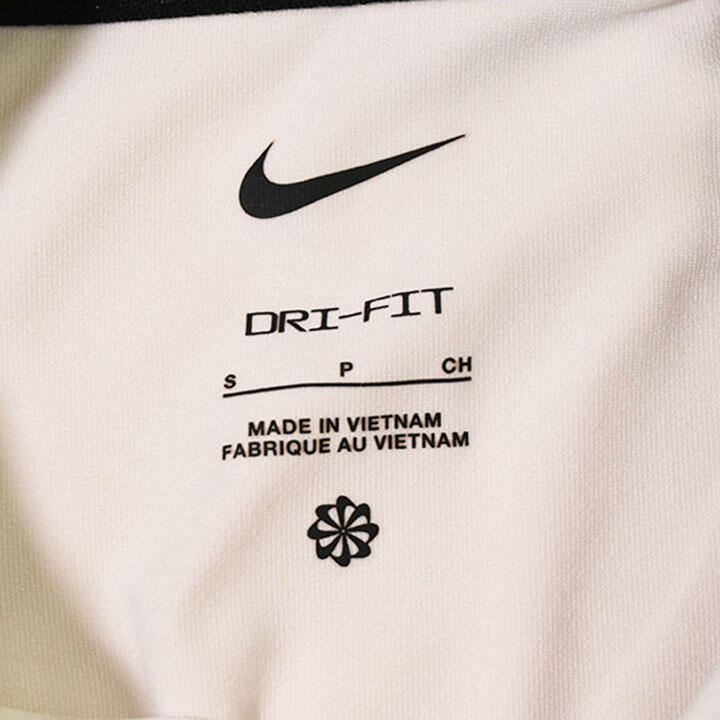 DRI-FIT
S P CH
MADE IN VIETNAM
FABRIQUE AU VIETNAM